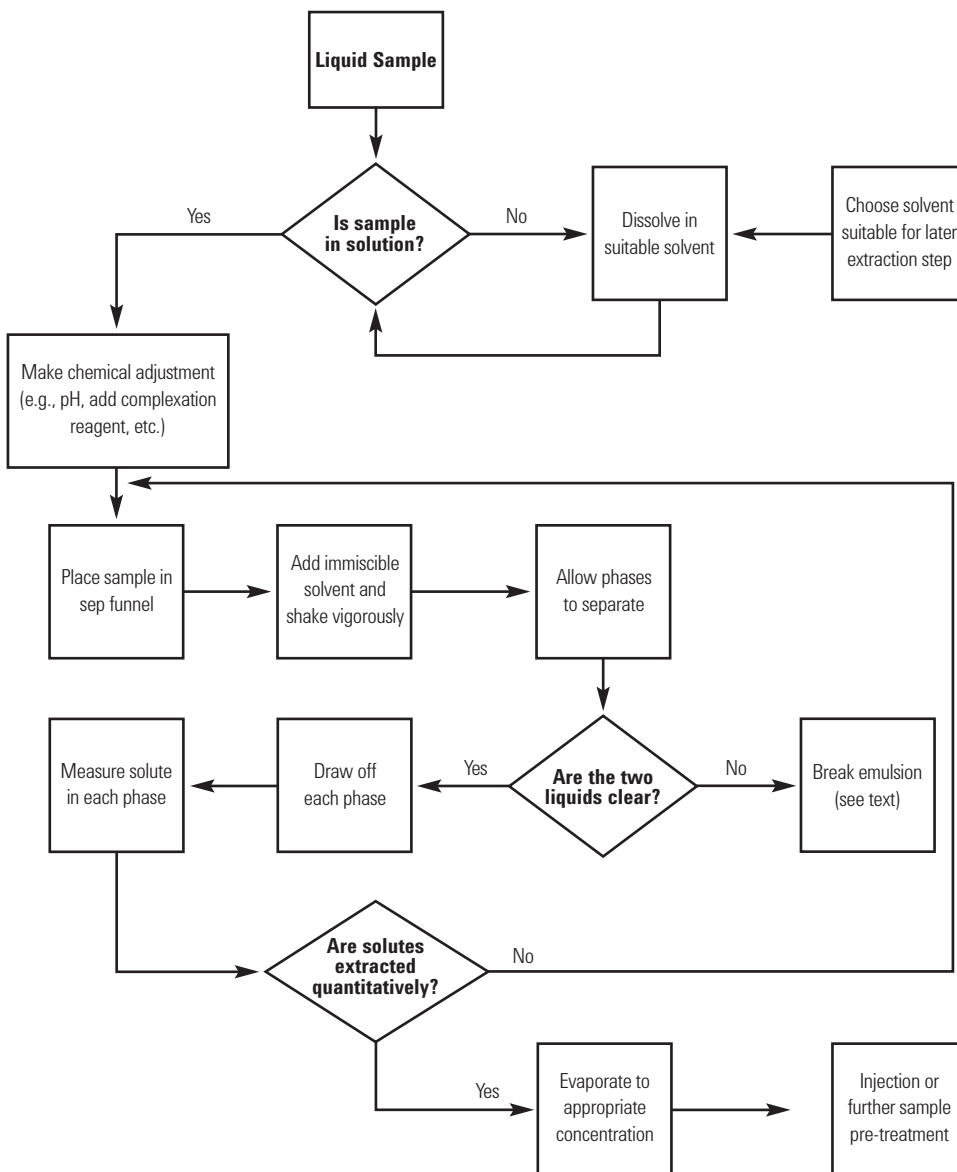 Liquid Sample
Is sample
in solution?
Yes
No
Dissolve in
suitable solvent
Choose solvent
suitable for later
extraction step
Make chemical adjustment
(e.g., pH, add complexation
reagent, etc.)
Place sample in
sep funnel
Add immiscible
solvent and
shake vigorously
Allow phases
to separate
Are the two
liquids clear?
Yes
No
Break emulsion
(see text)
Draw off
each phase
Measure solute
in each phase
Are solutes
extracted
quantitatively?
No
Yes
Evaporate to
appropriate
concentration
Injection or
further sample
pre-treatment